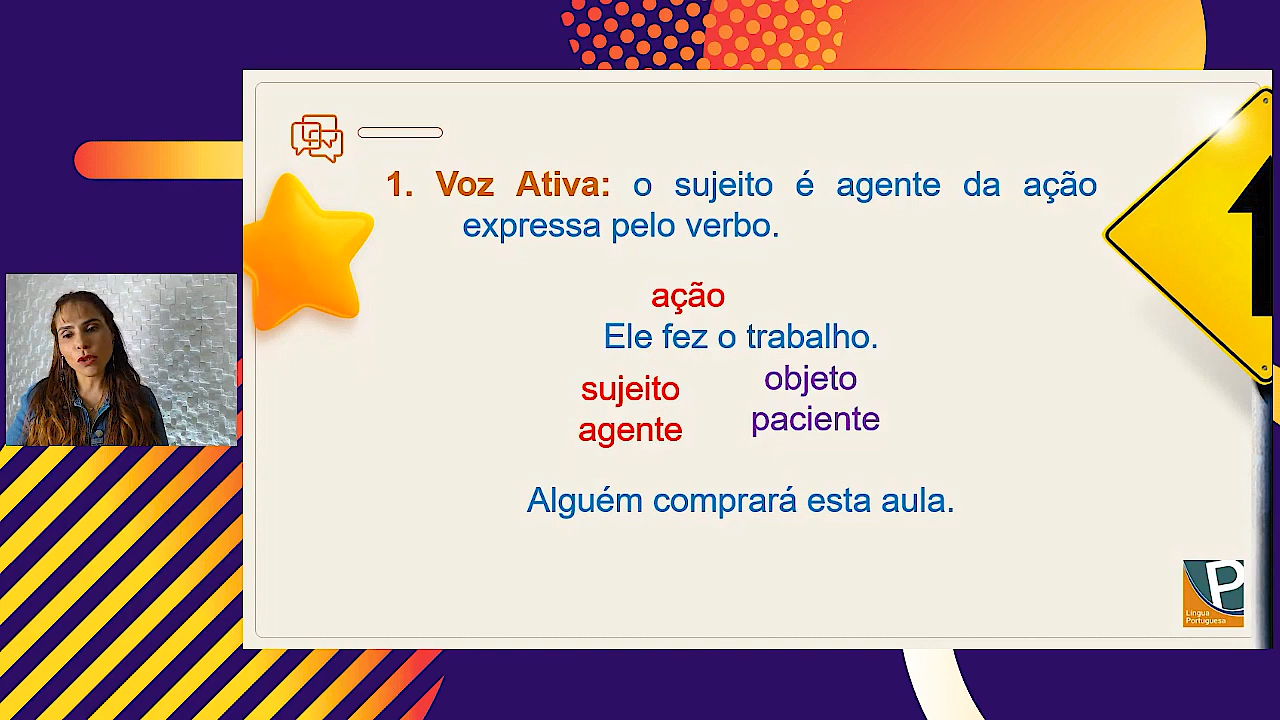 1. Voz Ativa: o sujeito é agente da ação
expressa pelo verbo.
ação
Ele fez o trabalho.
sujeito
agente
objeto
paciente
Alguém comprará esta aula.
P
Língua
Portuguesa